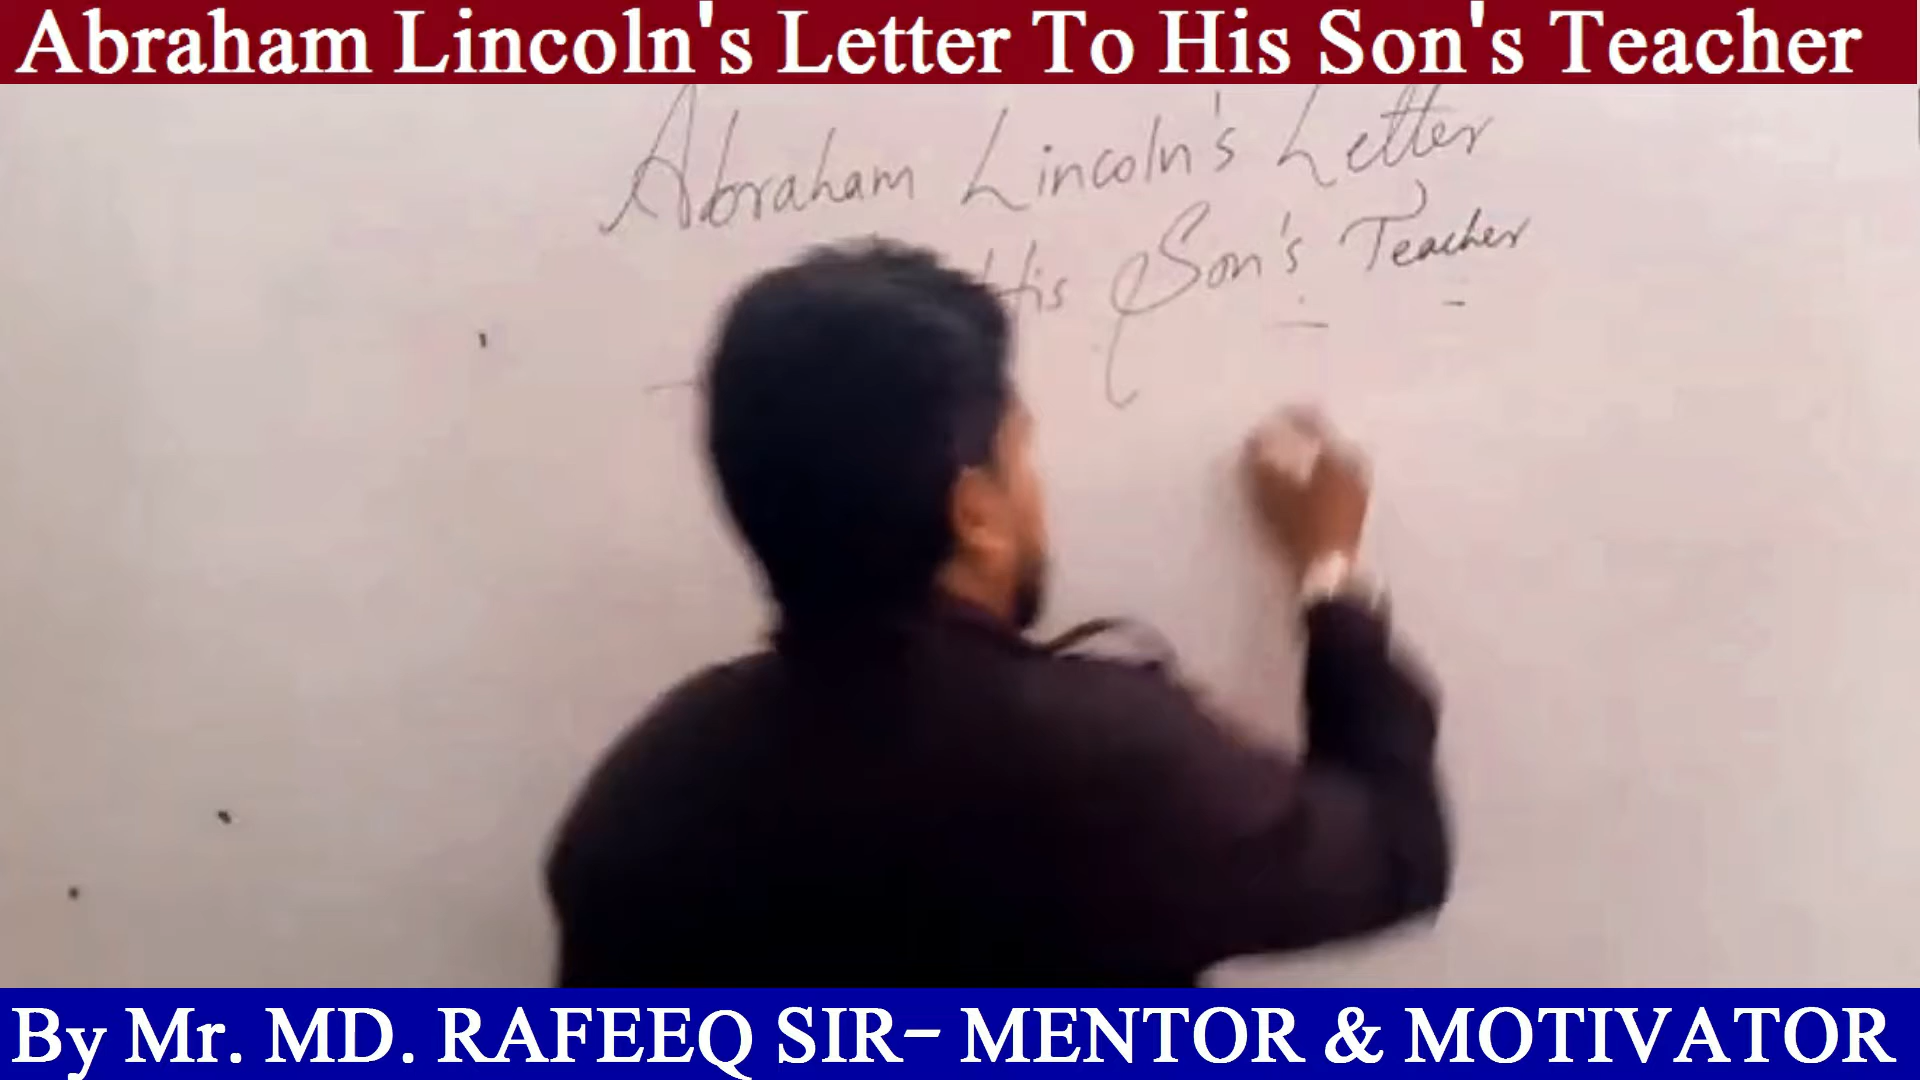 Abraham Lincoln's Letter To His Son's Teacher
Abraham Lincoln's Letter
His Son's Teacher
By Mr. MD. RAFEEQ SIR- MENTOR & MOTIVATOR